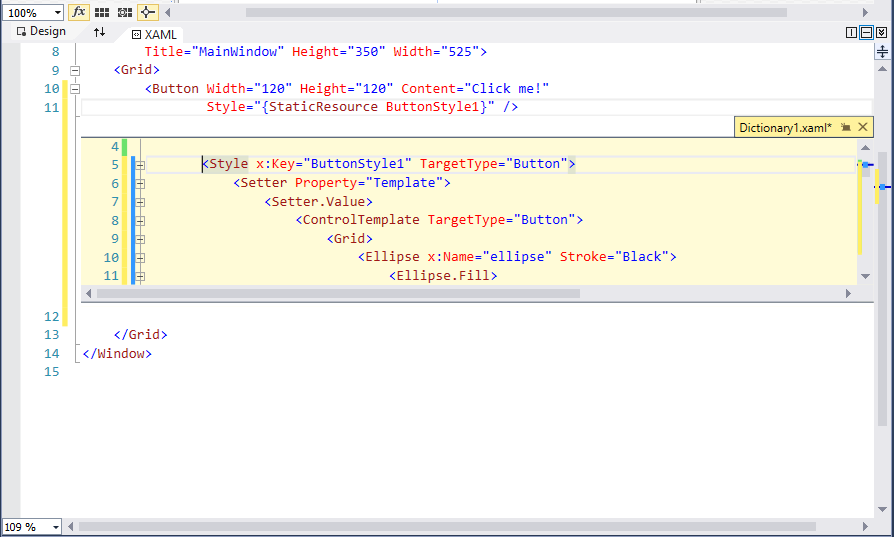 100%
fx
Design
XAML
8 Title="MainWindow" Height="350" Width="525">
9 <Grid>
10 <Button Width="120" Height="120" Content="Click me!"
11 Style="{StaticResource ButtonStyle1}" />
Dictionary1.xaml*
4
5 <Style x:Key="ButtonStyle1" TargetType="Button">
6 <Setter Property="Template">
7 <Setter.Value>
8 <ControlTemplate TargetType="Button">
9 <Grid>
10 <Ellipse x:Name="ellipse" Stroke="Black">
11 <Ellipse.Fill>
12
13 </Grid>
14 </Window>
15
109 %